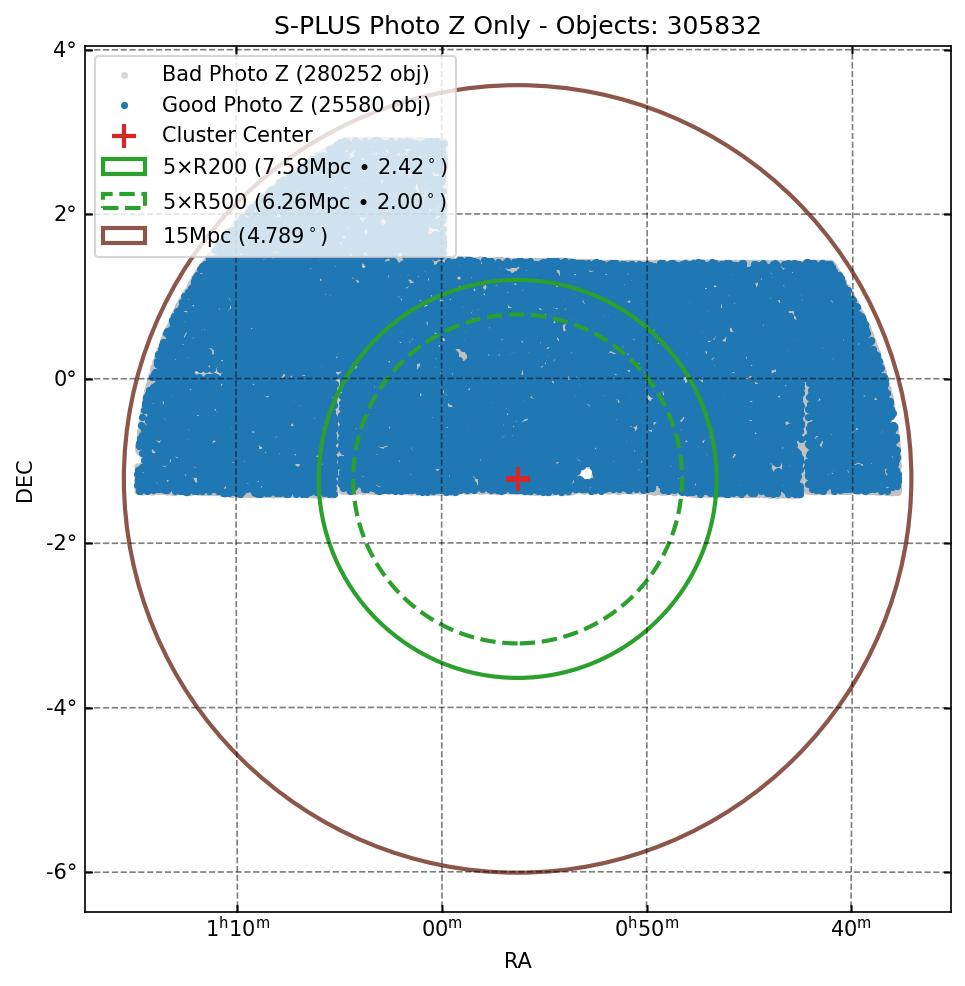 S-PLUS Photo Z Only - Objects: 305832
Bad Photo Z (280252 obj)
Good Photo Z (25580 obj)
Cluster Center
5×R200 (7.58Mpc • 2.42°)
5×R500 (6.26Mpc • 2.00°)
15Mpc (4.789°)
4°
2°
0°
-2°
-4°
-6°
DEC
1ʰ10ᵐ 00ᵐ 0ʰ50ᵐ 40ᵐ
RA